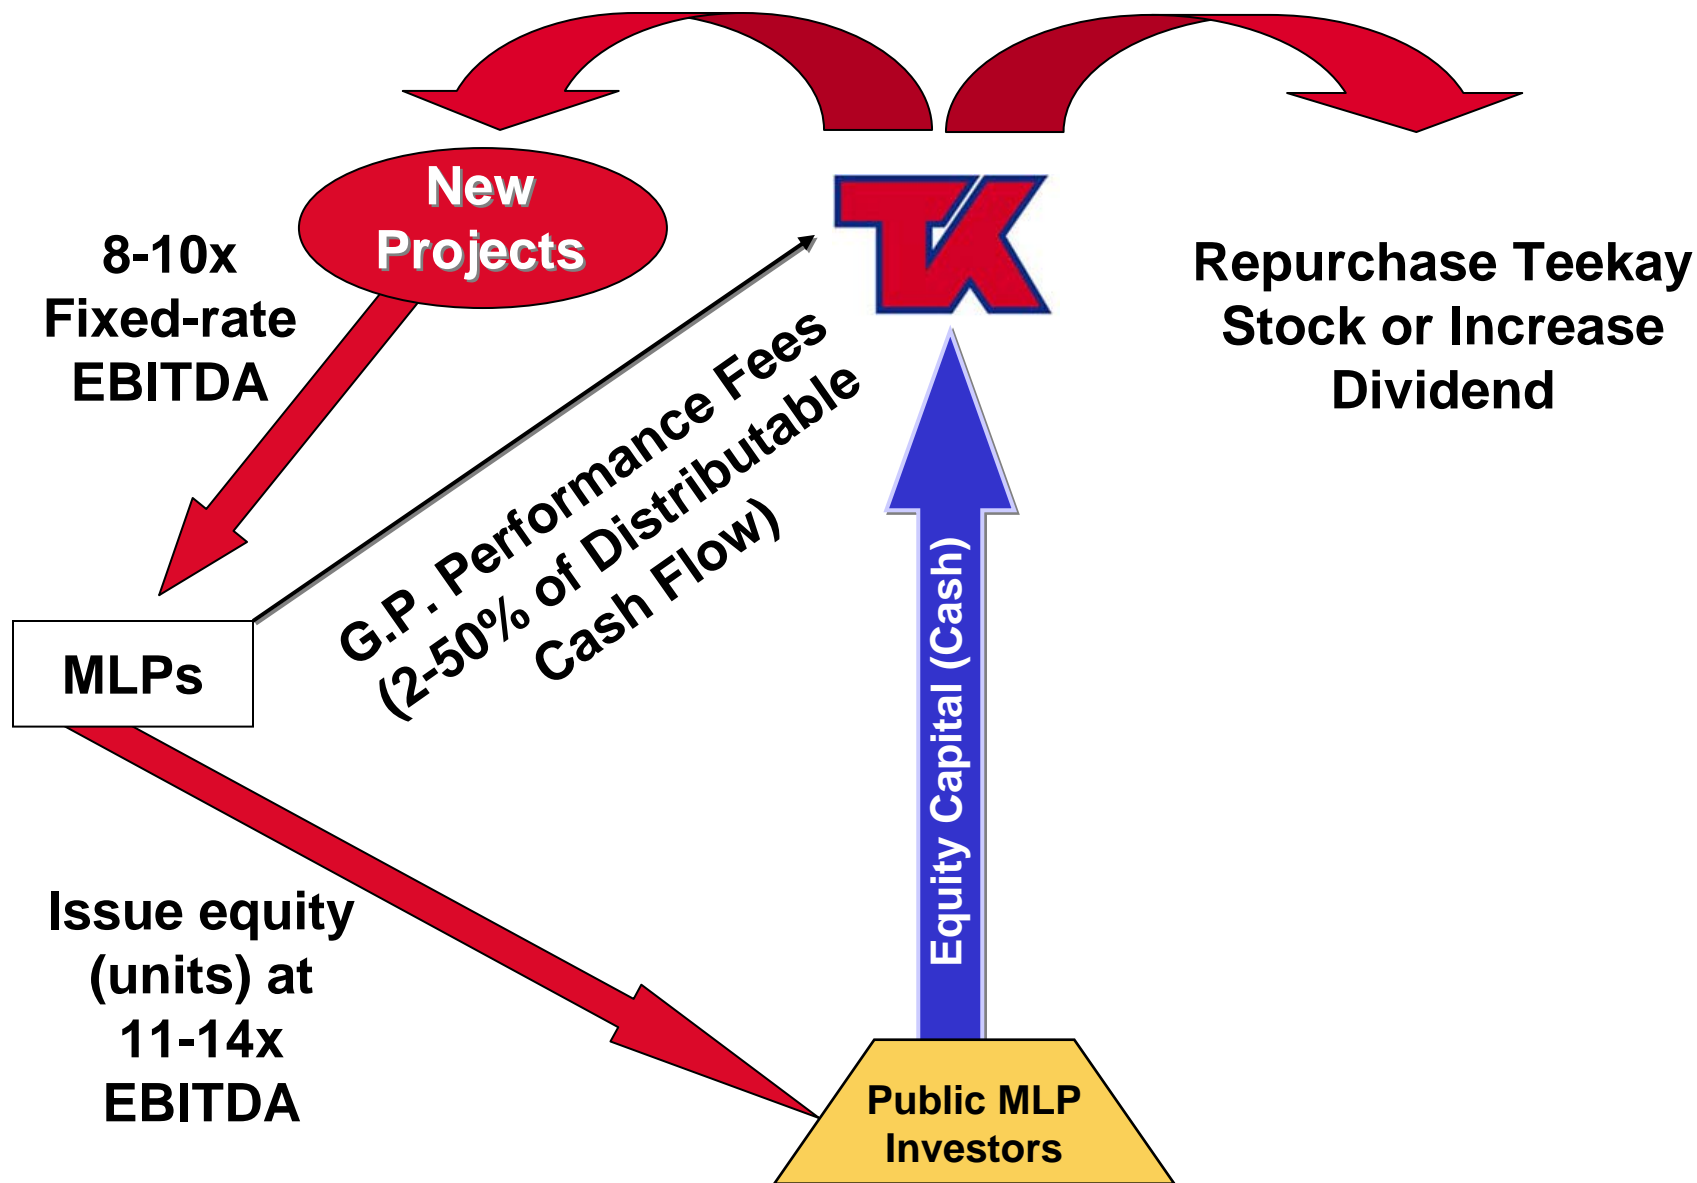 New
Projects
TK
8-10x
Fixed-rate
EBITDA
Repurchase Teekay
Stock or Increase
Dividend
G.P. Performance Fees
(2-50% of Distributable
Cash Flow)
MLPs
Equity Capital (Cash)
Issue equity
(units) at
11-14x
EBITDA
Public MLP
Investors